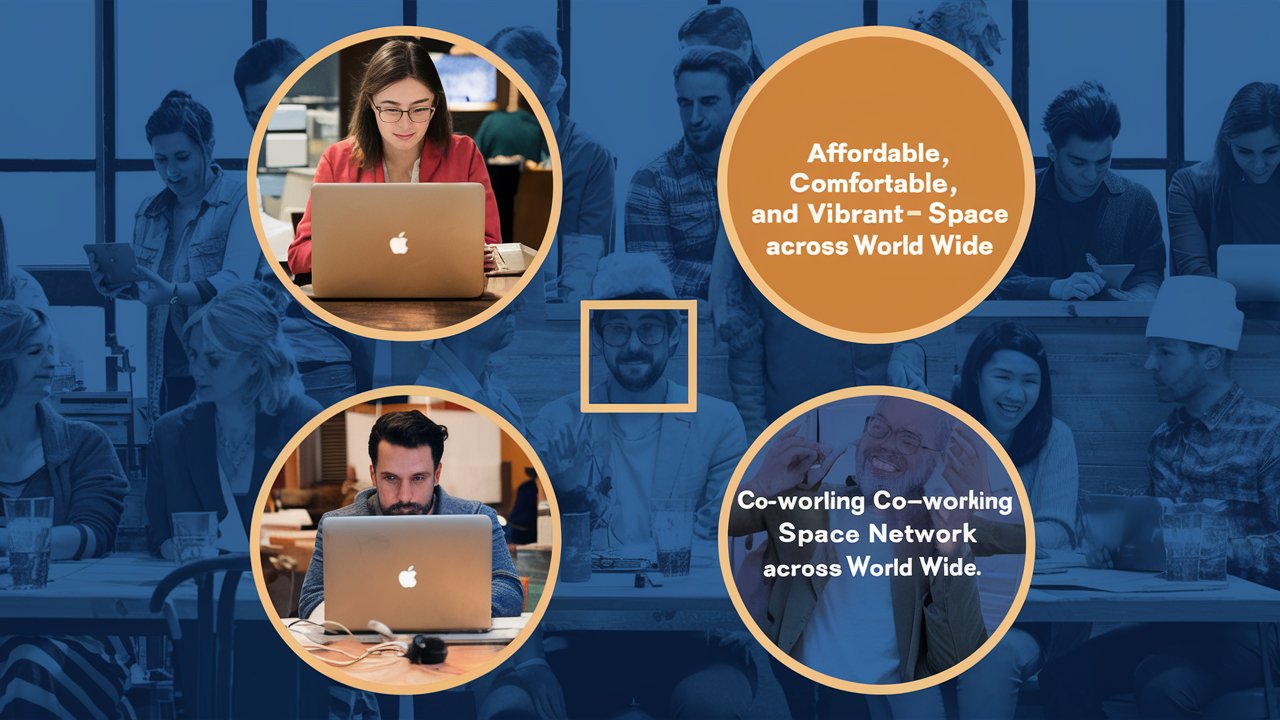 Affordable,
Comfortable,
and Vibrant– Space
across World Wide
Co-worling Co–working
Space Network
across World Wide.